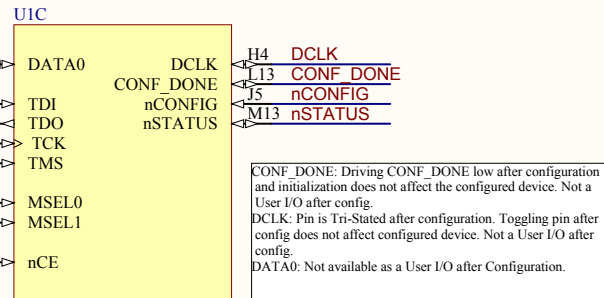 U1C
DATA0 DCLK H4 DCLK
CONF_DONE L13 CONF_DONE
TDI nCONFIG J5 nCONFIG
TDO nSTATUS M13 nSTATUS
TCK
TMS
MSEL0
MSEL1
nCE
CONF_DONE: Driving CONF_DONE low after configuration
and initialization does not affect the configured device. Not a
User I/O after config.
DCLK: Pin is Tri-Stated after configuration. Toggling pin after
config does not affect configured device. Not a User I/O after
config.
DATA0: Not available as a User I/O after Configuration.